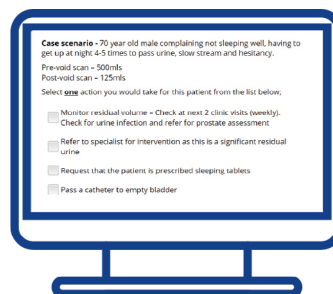 Case scenario - 70 year old male complaining not sleeping well, having to
get up at night 4-5 times to pass urine, slow stream and hesitancy.
Pre-void scan – 500mls
Post-void scan – 125mls
Select one action you would take for this patient from the list below;
Monitor residual volume – Check at next 2 clinic visits (weekly).
Check for urine infection and refer for prostate assessment
Refer to specialist for intervention as this is a significant residual
urine
Request that the patient is prescribed sleeping tablets
Pass a catheter to empty bladder